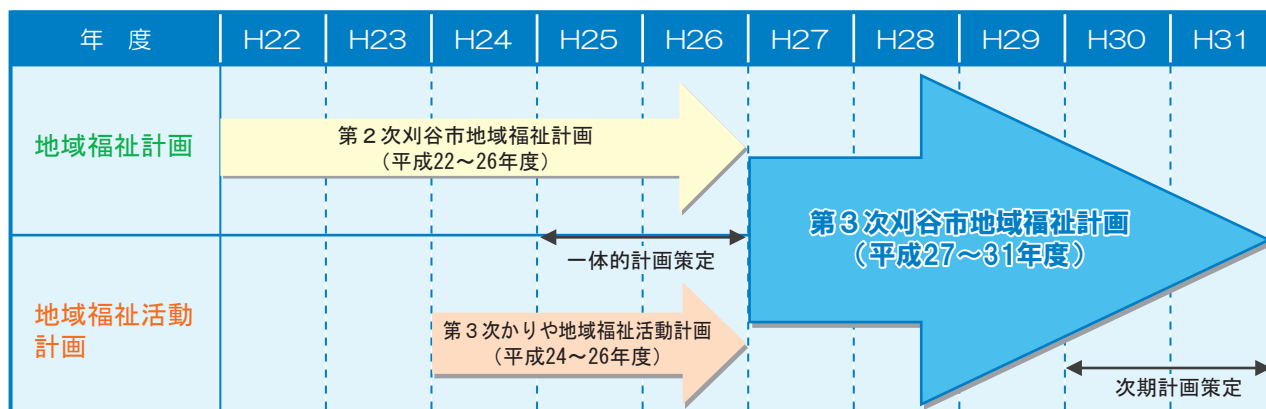 年 度 H22 H23 H24 H25 H26 H27 H28 H29 H30 H31
地域福祉計画
第２次刈谷市地域福祉計画
（平成22～26年度）
第３次刈谷市地域福祉計画
（平成27～31年度）
一体的計画策定
地域福祉活動
計画
第３次かりや地域福祉活動計画
（平成24～26年度）
次期計画策定